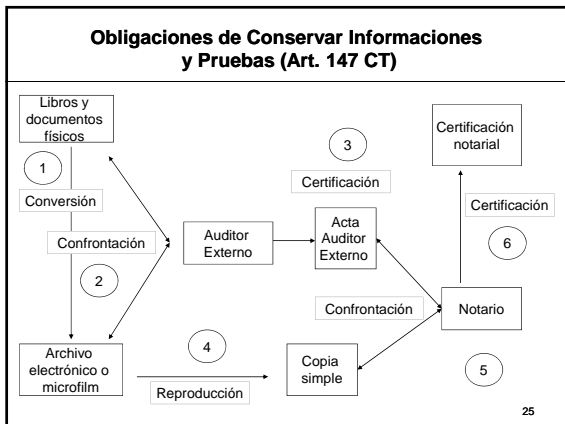 Obligaciones de Conservar Informaciones
y Pruebas (Art. 147 CT)
Libros y
documentos
físicos
1
Conversión
Confrontación
2
Archivo
electrónico o
microfilm
Auditor
Externo
3
Certificación
Acta
Auditor
Externo
4
Reproducción
Copia
simple
Confrontación
Certificación
notarial
Certificación
6
Notario
5
25